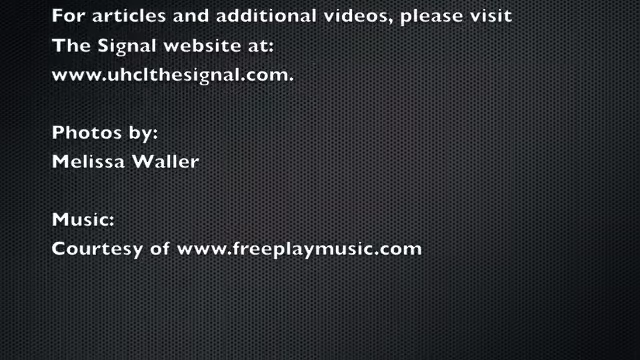 For articles and additional videos, please visit
The Signal website at:
www.uhclthesignal.com.
Photos by:
Melissa Waller
Music:
Courtesy of www.freeplaymusic.com